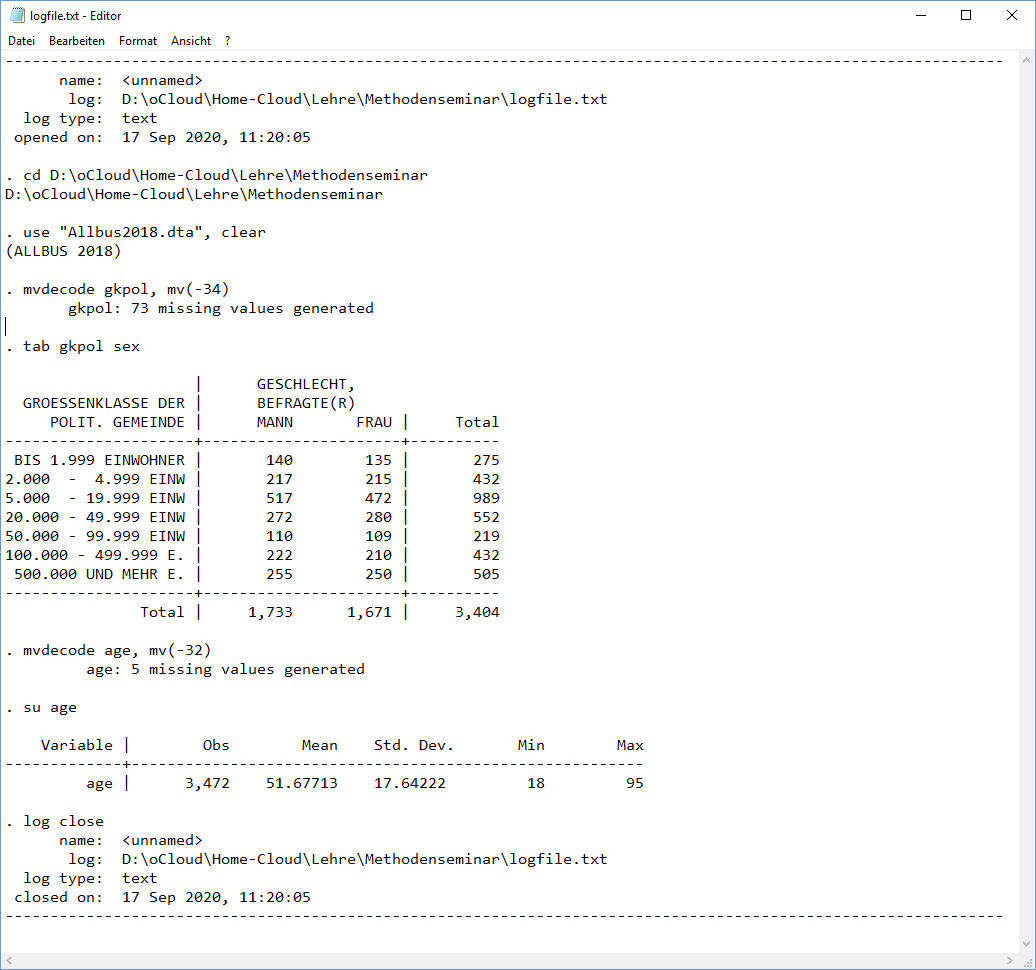 logfile.txt - Editor
Datei Bearbeiten Format Ansicht ?
-----------------------------------------------------------------------------------------------------------------
      name:  <unnamed>
       log:  D:\oCloud\Home-Cloud\Lehre\Methodenseminar\logfile.txt
  log type:  text
 opened on:  17 Sep 2020, 11:20:05
. cd D:\oCloud\Home-Cloud\Lehre\Methodenseminar
D:\oCloud\Home-Cloud\Lehre\Methodenseminar
. use "Allbus2018.dta", clear
(ALLBUS 2018)
. mvdecode gkpol, mv(-34)
       gkpol: 73 missing values generated
. tab gkpol sex
                     |      GESCHLECHT,
  GROESSENKLASSE DER |      BEFRAGTE(R)
     POLIT. GEMEINDE |      MANN       FRAU |     Total
---------------------+----------------------+----------
 BIS 1.999 EINWOHNER |       140        135 |       275
2.000  -  4.999 EINW |       217        215 |       432
5.000  - 19.999 EINW |       517        472 |       989
20.000 - 49.999 EINW |       272        280 |       552
50.000 - 99.999 EINW |       110        109 |       219
100.000 - 499.999 E. |       222        210 |       432
 500.000 UND MEHR E. |       255        250 |       505
---------------------+----------------------+----------
               Total |     1,733      1,671 |     3,404
. mvdecode age, mv(-32)
         age: 5 missing values generated
. su age
    Variable |        Obs        Mean    Std. Dev.       Min        Max
-------------+---------------------------------------------------------
         age |      3,472    51.67713    17.64222         18         95
. log close
      name:  <unnamed>
       log:  D:\oCloud\Home-Cloud\Lehre\Methodenseminar\logfile.txt
  log type:  text
 closed on:  17 Sep 2020, 11:20:05
-----------------------------------------------------------------------------------------------------------------